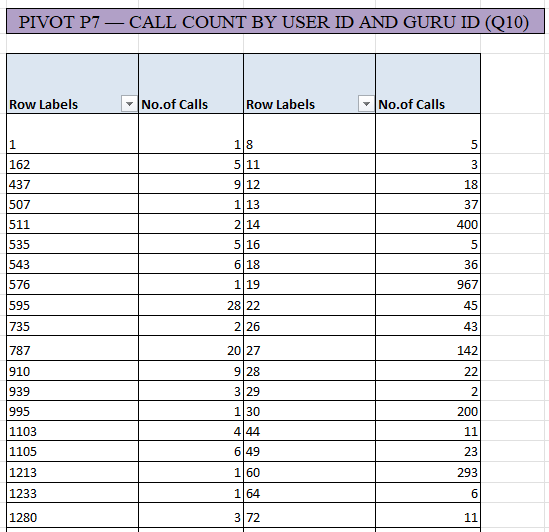 PIVOT P7 — CALL COUNT BY USER ID AND GURU ID (Q10)
Row Labels No.of Calls Row Labels No.of Calls
1 1 8 5
162 5 11 3
437 9 12 18
507 1 13 37
511 2 14 400
535 5 16 5
543 6 18 36
576 1 19 967
595 28 22 45
735 2 26 43
787 20 27 142
910 9 28 22
939 3 29 2
995 1 30 200
1103 4 44 11
1105 6 49 23
1213 1 60 293
1233 1 64 6
1280 3 72 11